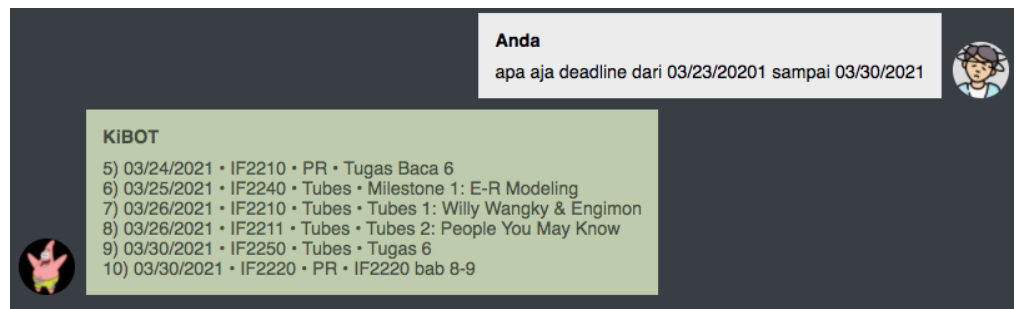 Anda
apa aja deadline dari 03/23/20201 sampai 03/30/2021
KiBOT
5) 03/24/2021 • IF2210 • PR • Tugas Baca 6
6) 03/25/2021 • IF2240 • Tubes • Milestone 1: E-R Modeling
7) 03/26/2021 • IF2210 • Tubes • Tubes 1: Willy Wangky & Engimon
8) 03/26/2021 • IF2211 • Tubes • Tubes 2: People You May Know
9) 03/30/2021 • IF2250 • Tubes • Tugas 6
10) 03/30/2021 • IF2220 • PR • IF2220 bab 8-9